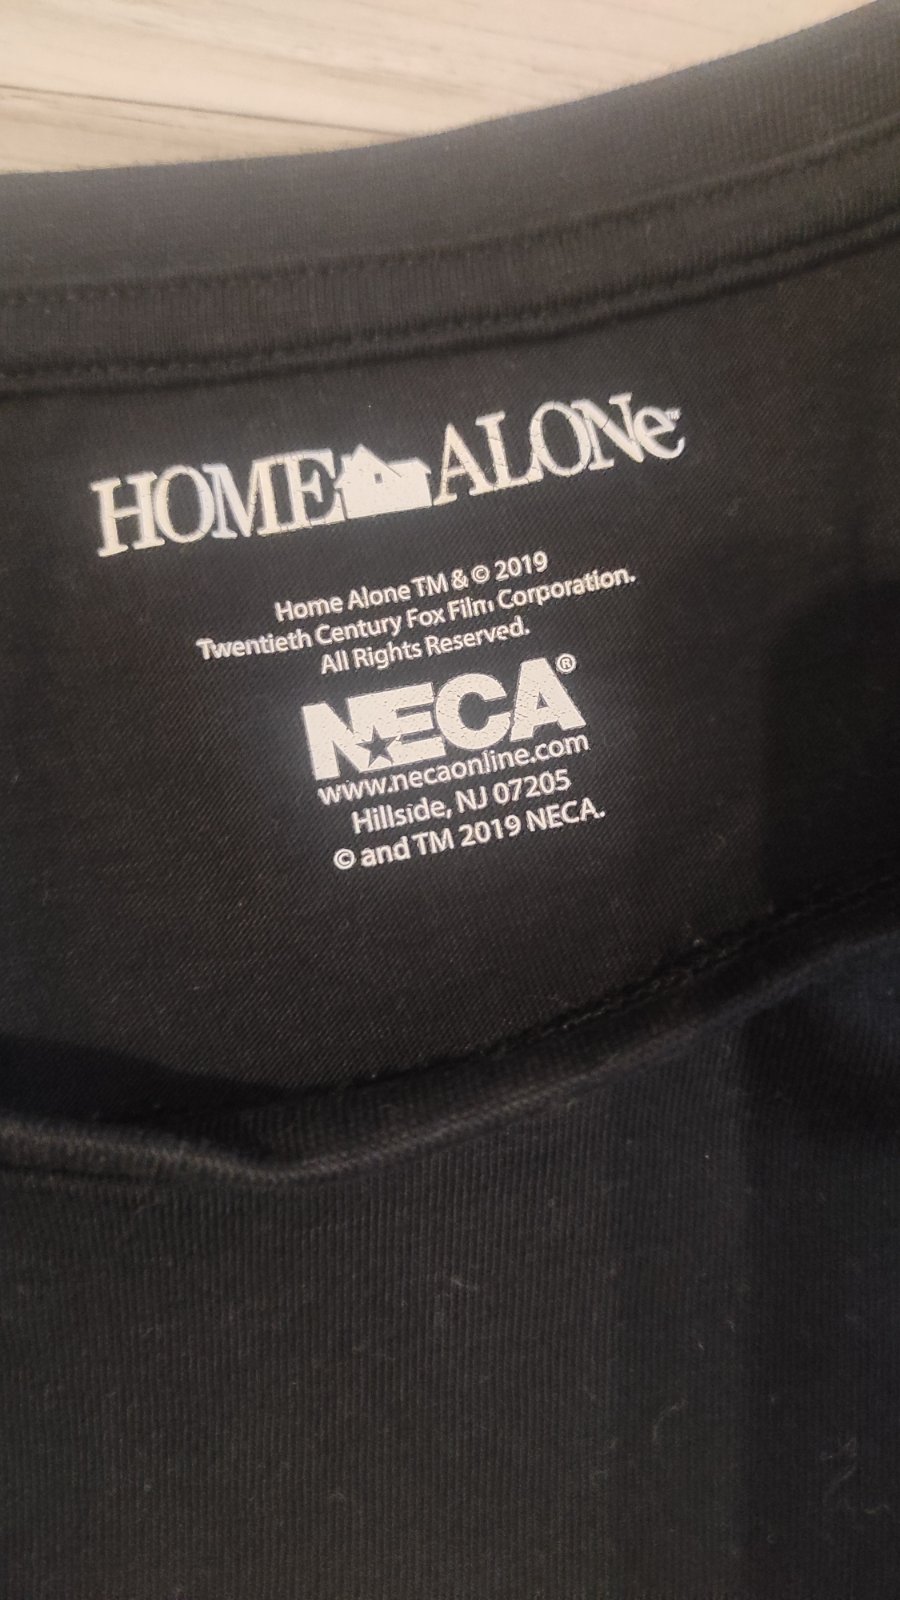 HOME ALONe™
Home Alone TM & © 2019
Twentieth Century Fox Film Corporation.
All Rights Reserved.
NECA®
www.necaonline.com
Hillside, NJ 07205
© and TM 2019 NECA.